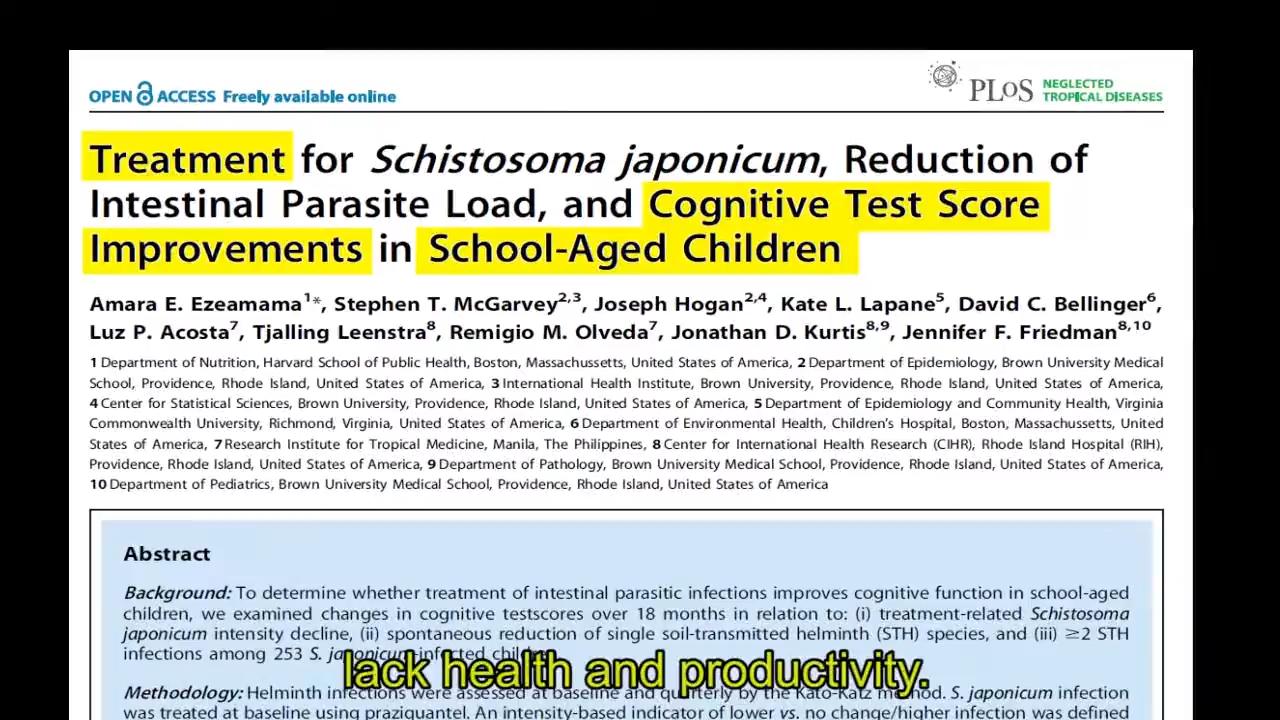 OPEN ACCESS Freely available online
PLoS NEGLECTED
TROPICAL DISEASES
Treatment for Schistosoma japonicum, Reduction of
Intestinal Parasite Load, and Cognitive Test Score
Improvements in School-Aged Children
Amara E. Ezeamama1*, Stephen T. McGarvey2,3, Joseph Hogan2,4, Kate L. Lapane5, David C. Bellinger6,
Luz P. Acosta7, Tjalling Leenstra8, Remigio M. Olveda7, Jonathan D. Kurtis8,9, Jennifer F. Friedman8,10
1 Department of Nutrition, Harvard School of Public Health, Boston, Massachussetts, United States of America, 2 Department of Epidemiology, Brown University Medical
School, Providence, Rhode Island, United States of America, 3 International Health Institute, Brown University, Providence, Rhode Island, United States of America,
4 Center for Statistical Sciences, Brown University, Providence, Rhode Island, United States of America, 5 Department of Epidemiology and Community Health, Virginia
Commonwealth University, Richmond, Virginia, United States of America, 6 Department of Environmental Health, Children's Hospital, Boston, Massachusetts, United
States of America, 7 Research Institute for Tropical Medicine, Manila, The Philippines, 8 Center for International Health Research (CIHR), Rhode Island Hospital (RIH),
Providence, Rhode Island, United States of America, 9 Department of Pathology, Brown University Medical School, Providence, Rhode Island, United States of America,
10 Department of Pediatrics, Brown University Medical School, Providence, Rhode Island, United States of America
Abstract
Background: To determine whether treatment of intestinal parasitic infections improves cognitive function in school-aged
children, we examined changes in cognitive testscores over 18 months in relation to: (i) treatment-related Schistosoma
japonicum intensity decline, (ii) spontaneous reduction of single soil-transmitted helminth (STH) species, and (iii) ≥2 STH
infections among 253 S. japonicum-infected
lack health and productivity.
Methodology: Helminth infections were assessed at baseline and quarterly by the Kato-Katz method. S. japonicum infection
was treated at baseline using praziquantel. An intensity-based indicator of lower vs. no change/higher infection was defined